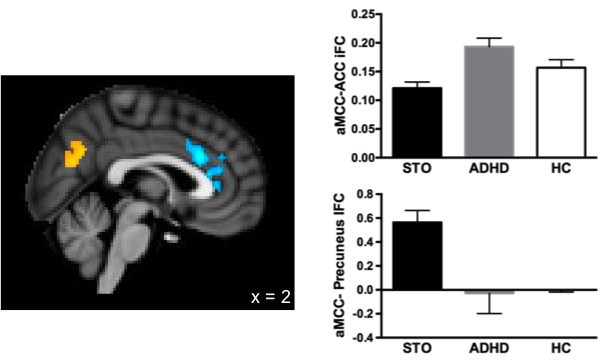 x = 2
aMCC-ACC iFC
0.25
0.20
0.15
0.10
0.05
0.00
STO ADHD HC
aMCC- Precuneus iFC
0.8
0.6
0.4
0.2
0.0
-0.2
-0.4
STO ADHD HC